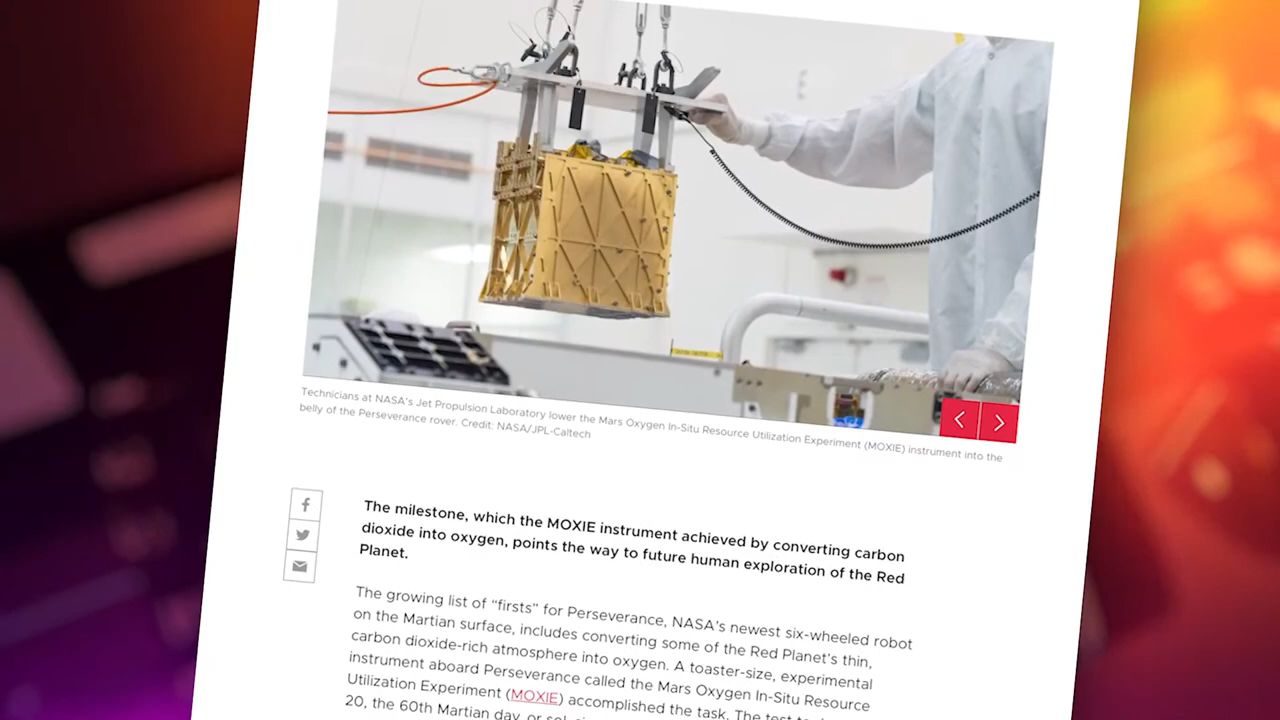 Technicians at NASA's Jet Propulsion Laboratory lower the Mars Oxygen In-Situ Resource Utilization Experiment (MOXIE) instrument into the
belly of the Perseverance rover. Credit: NASA/JPL-Caltech
The milestone, which the MOXIE instrument achieved by converting carbon
dioxide into oxygen, points the way to future human exploration of the Red
Planet.
The growing list of “firsts” for Perseverance, NASA’s newest six-wheeled robot
on the Martian surface, includes converting some of the Red Planet’s thin,
carbon dioxide-rich atmosphere into oxygen. A toaster-size, experimental
instrument aboard Perseverance called the Mars Oxygen In-Situ Resource
Utilization Experiment (MOXIE) accomplished the task. The test
20, the 60th Martian day, or sol,